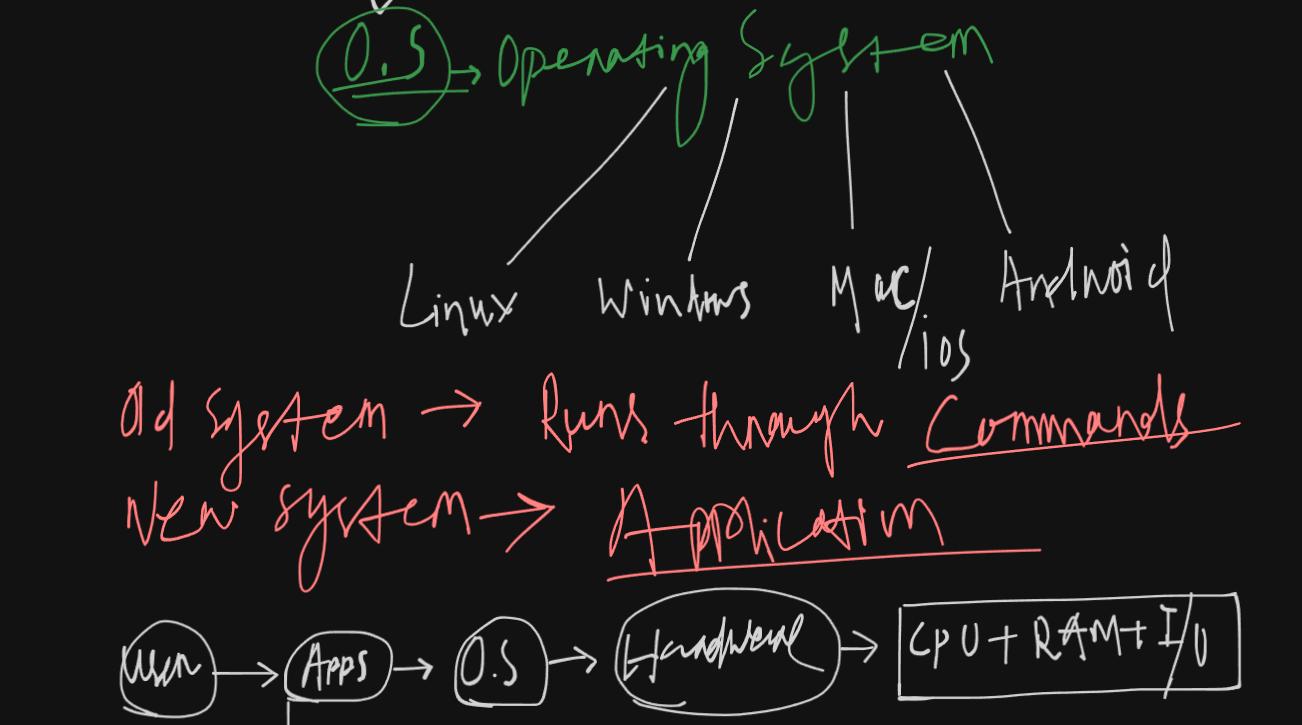 O.S → Operating System
Linux Windows Mac/ios Android
Old system → Runs through Commands
New system → Application
User → Apps → O.S → Hardware → CPU + RAM + I/O